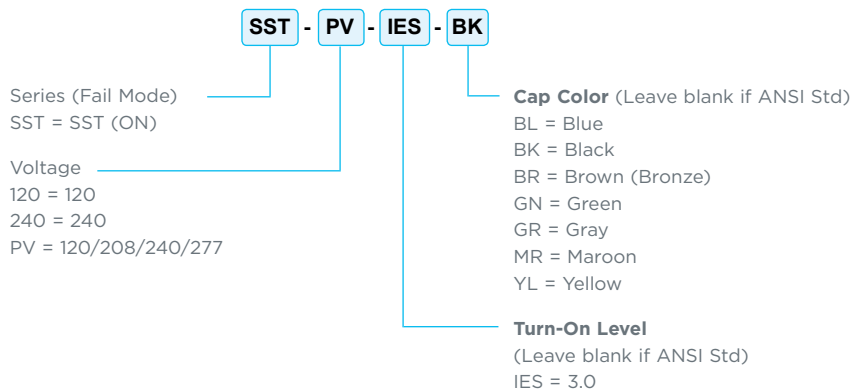 SST - PV - IES - BK
Series (Fail Mode)
SST = SST (ON)
Voltage
120 = 120
240 = 240
PV = 120/208/240/277
Cap Color (Leave blank if ANSI Std)
BL = Blue
BK = Black
BR = Brown (Bronze)
GN = Green
GR = Gray
MR = Maroon
YL = Yellow
Turn-On Level
(Leave blank if ANSI Std)
IES = 3.0